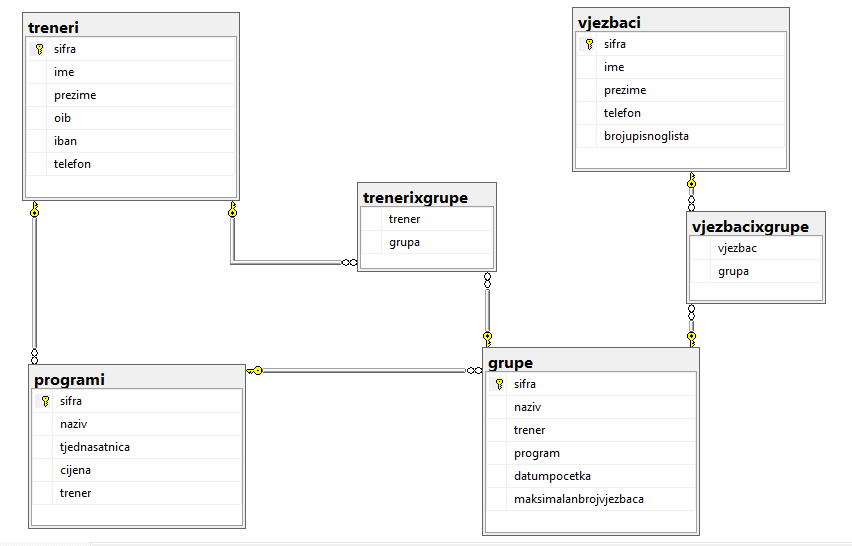 treneri
sifra
ime
prezime
oib
iban
telefon
vjezbaci
sifra
ime
prezime
telefon
brojupisnoglista
trenerixgrupe
trener
grupa
vjezbacixgrupe
vjezbac
grupa
programi
sifra
naziv
tjednasatnica
cijena
trener
grupe
sifra
naziv
trener
program
datumpocetka
maksimalanbrojvjezbaca